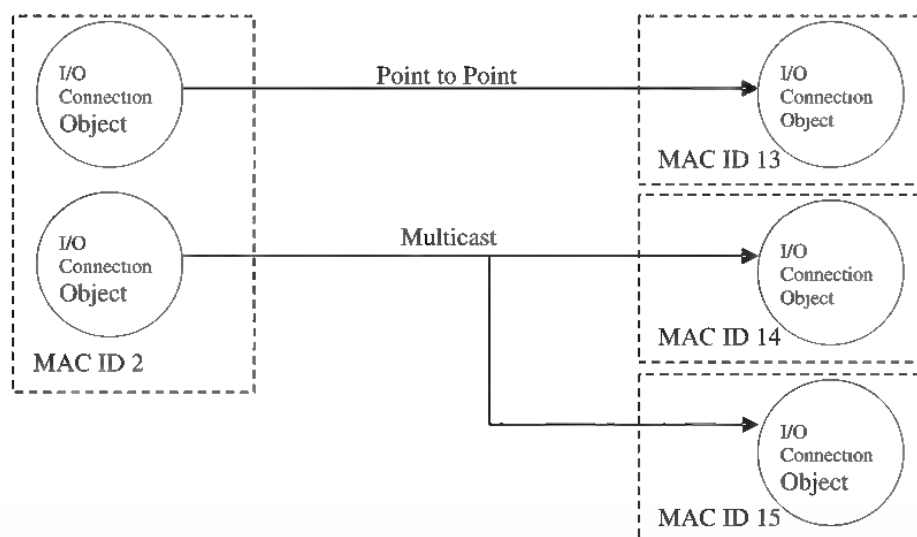 I/O
Connection
Object
Point to Point
I/O
Connection
Object
MAC ID 13
I/O
Connection
Object
MAC ID 2
Multicast
I/O
Connection
Object
MAC ID 14
I/O
Connection
Object
MAC ID 15